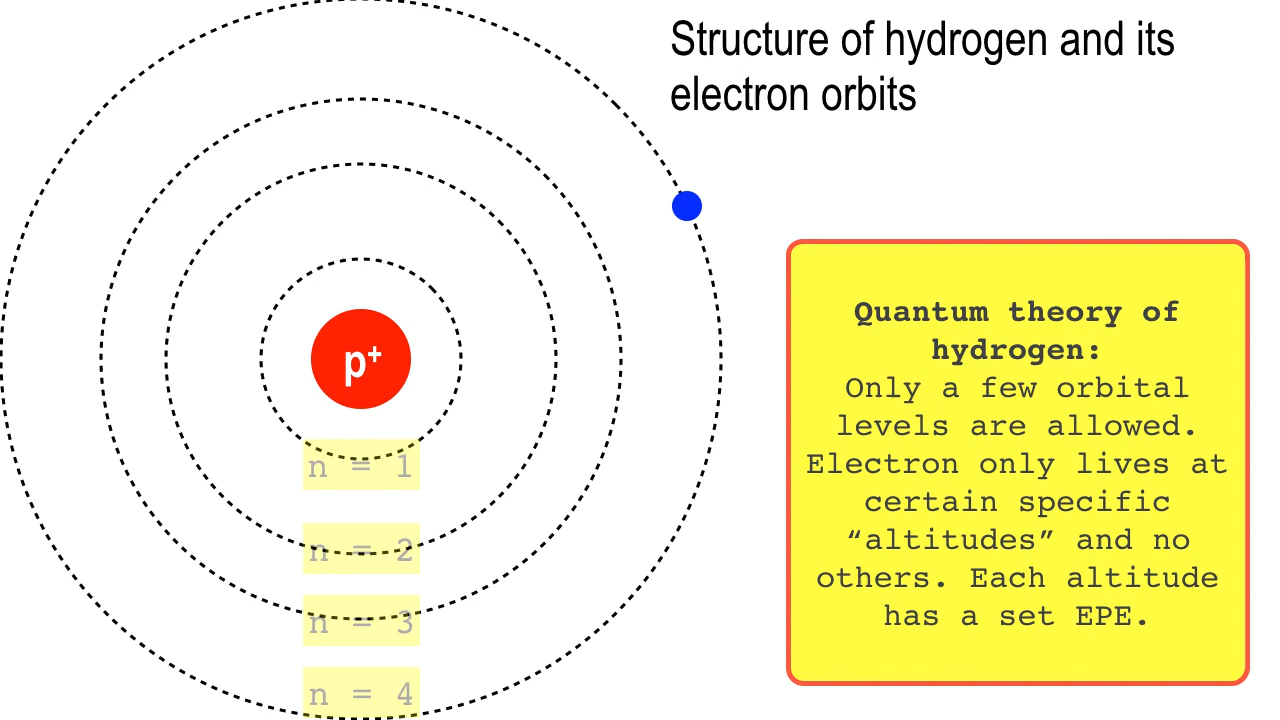 Structure of hydrogen and its
electron orbits
p⁺
n = 1
n = 2
n = 3
n = 4
Quantum theory of
hydrogen:
Only a few orbital
levels are allowed.
Electron only lives at
certain specific
“altitudes” and no
others. Each altitude
has a set EPE.